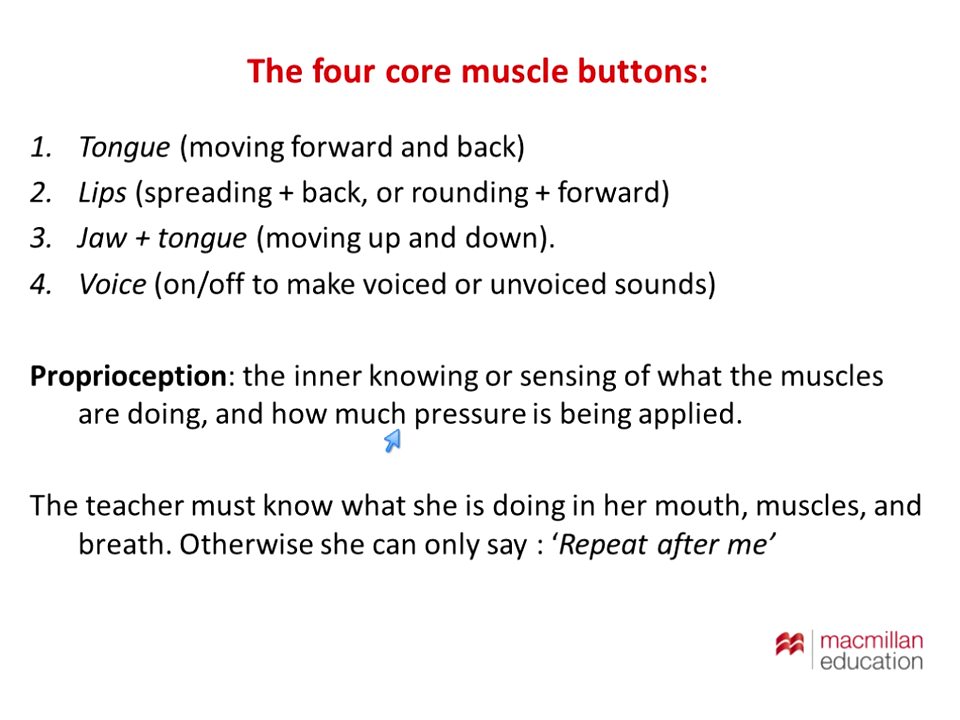 The four core muscle buttons:
1. Tongue (moving forward and back)
2. Lips (spreading + back, or rounding + forward)
3. Jaw + tongue (moving up and down).
4. Voice (on/off to make voiced or unvoiced sounds)
Proprioception: the inner knowing or sensing of what the muscles
are doing, and how much pressure is being applied.
The teacher must know what she is doing in her mouth, muscles, and
breath. Otherwise she can only say : ‘Repeat after me’
macmillan
education